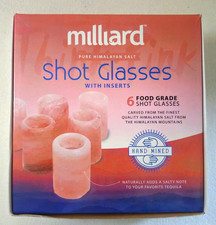 milliard
PURE HIMALAYAN SALT
Shot Glasses
WITH INSERTS
6 FOOD GRADE
SHOT GLASSES
CARVED FROM THE FINEST
QUALITY HIMALAYAN SALT FROM
THE HIMALAYAN MOUNTAINS
HAND MINED
NATURALLY ADDS A SALTY NOTE
TO YOUR FAVORITE TEQUILA